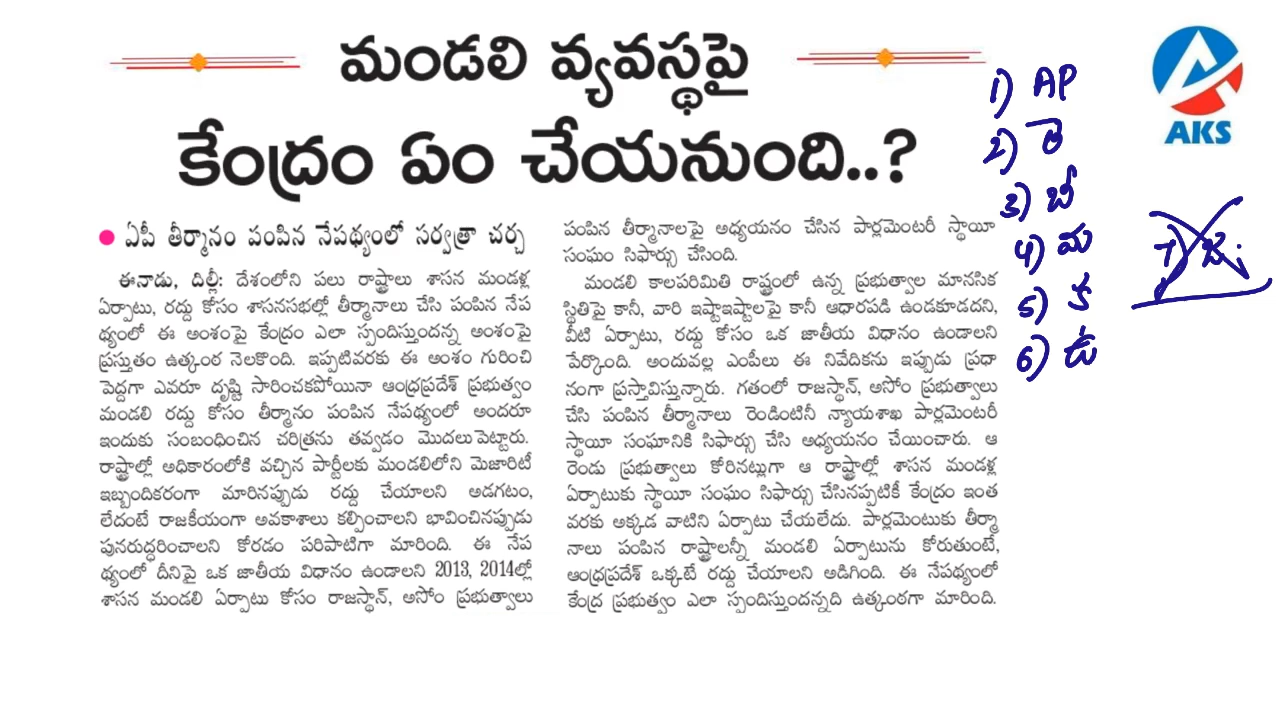 మండలి వ్యవస్థపై
కేంద్రం ఏం చేయనుంది..?
● ఏపీ తీర్మానం పంపిన నేపథ్యంలో సర్వత్రా చర్చ
ఈనాడు, దిల్లీ: దేశంలోని పలు రాష్ట్రాలు శాసన మండళ్ల
ఏర్పాటు, రద్దు కోసం శాసనసభల్లో తీర్మానాలు చేసి పంపిన నేప
థ్యంలో ఈ అంశంపై కేంద్రం ఎలా స్పందిస్తుందన్న అంశంపై
ప్రస్తుతం ఉత్కంఠ నెలకొంది. ఇప్పటివరకు ఈ అంశం గురించి
పెద్దగా ఎవరూ దృష్టి సారించకపోయినా ఆంధ్రప్రదేశ్ ప్రభుత్వం
మండలి రద్దు కోసం తీర్మానం పంపిన నేపథ్యంలో అందరూ
ఇందుకు సంబంధించిన చరిత్రను తవ్వడం మొదలుపెట్టారు.
రాష్ట్రాల్లో అధికారంలోకి వచ్చిన పార్టీలకు మండలిలోని మెజారిటీ
ఇబ్బందికరంగా మారినప్పుడు రద్దు చేయాలని అడగటం,
లేదంటే రాజకీయంగా అవకాశాలు కల్పించాలని భావించినప్పుడు
పునరుద్ధరించాలని కోరడం పరిపాటిగా మారింది. ఈ నేప
థ్యంలో దీనిపై ఒక జాతీయ విధానం ఉండాలని 2013, 2014ల్లో
శాసన మండలి ఏర్పాటు కోసం రాజస్థాన్, అసోం ప్రభుత్వాలు
పంపిన తీర్మానాలపై అధ్యయనం చేసిన పార్లమెంటరీ స్థాయీ
సంఘం సిఫార్సు చేసింది.
మండలి కాలపరిమితి రాష్ట్రంలో ఉన్న ప్రభుత్వాల మానసిక
స్థితిపై కానీ, వారి ఇష్టాఇష్టాలపై కానీ ఆధారపడి ఉండకూడదని,
వీటి ఏర్పాటు, రద్దు కోసం ఒక జాతీయ విధానం ఉండాలని
పేర్కొంది. అందువల్ల ఎంపీలు ఈ నివేదికను ఇప్పుడు ప్రధా
నంగా ప్రస్తావిస్తున్నారు. గతంలో రాజస్థాన్, అసోం ప్రభుత్వాలు
చేసి పంపిన తీర్మానాలు రెండింటినీ న్యాయశాఖ పార్లమెంటరీ
స్థాయీ సంఘానికి సిఫార్సు చేసి అధ్యయనం చేయించారు. ఆ
రెండు ప్రభుత్వాలు కోరినట్లుగా ఆ రాష్ట్రాల్లో శాసన మండళ్ల
ఏర్పాటుకు స్థాయీ సంఘం సిఫార్సు చేసినప్పటికీ కేంద్రం ఇంత
వరకు అక్కడ వాటిని ఏర్పాటు చేయలేదు. పార్లమెంటుకు తీర్మా
నాలు పంపిన రాష్ట్రాలన్నీ మండలి ఏర్పాటును కోరుతుంటే,
ఆంధ్రప్రదేశ్ ఒక్కటే రద్దు చేయాలని అడిగింది. ఈ నేపథ్యంలో
కేంద్ర ప్రభుత్వం ఎలా స్పందిస్తుందన్నది ఉత్కంఠగా మారింది.
1) AP
2) తె
3) బీ
4) మ
5) క
6) ఉ
AKS